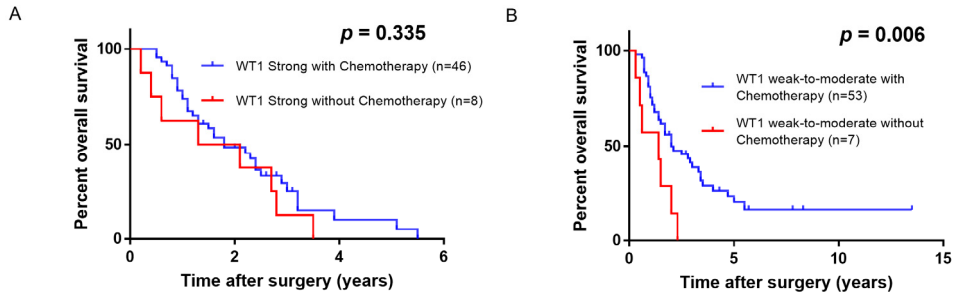 A
p = 0.335
WT1 Strong with Chemotherapy (n=46)
WT1 Strong without Chemotherapy (n=8)
Percent overall survival
100
50
0
0 2 4 6
Time after surgery (years)
B
p = 0.006
WT1 weak-to-moderate with
Chemotherapy (n=53)
WT1 weak-to-moderate without
Chemotherapy (n=7)
Percent overall survival
100
50
0
0 5 10 15
Time after surgery (years)